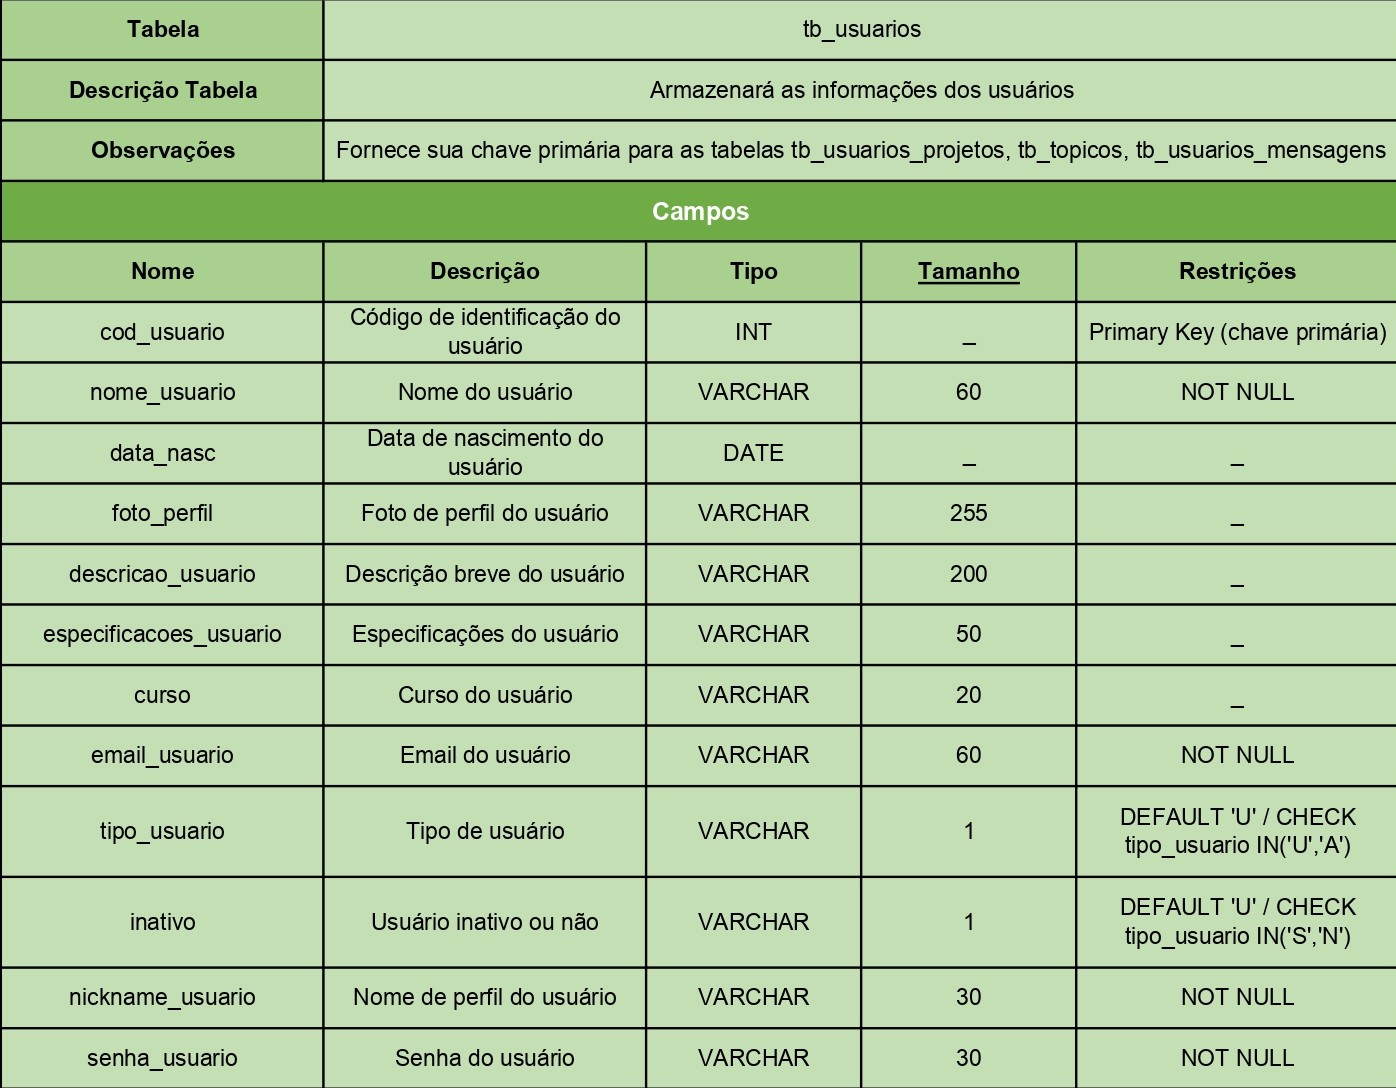 Tabela
tb_usuarios
Descrição Tabela
Armazenará as informações dos usuários
Observações
Fornece sua chave primária para as tabelas tb_usuarios_projetos, tb_topicos, tb_usuarios_mensagens
Campos
Nome
Descrição
Tipo
Tamanho
Restrições
cod_usuario
Código de identificação do
usuário
INT
_
Primary Key (chave primária)
nome_usuario
Nome do usuário
VARCHAR
60
NOT NULL
data_nasc
Data de nascimento do
usuário
DATE
_
_
foto_perfil
Foto de perfil do usuário
VARCHAR
255
_
descricao_usuario
Descrição breve do usuário
VARCHAR
200
_
especificacoes_usuario
Especificações do usuário
VARCHAR
50
_
curso
Curso do usuário
VARCHAR
20
_
email_usuario
Email do usuário
VARCHAR
60
NOT NULL
tipo_usuario
Tipo de usuário
VARCHAR
1
DEFAULT 'U' / CHECK
tipo_usuario IN('U','A')
inativo
Usuário inativo ou não
VARCHAR
1
DEFAULT 'U' / CHECK
tipo_usuario IN('S','N')
nickname_usuario
Nome de perfil do usuário
VARCHAR
30
NOT NULL
senha_usuario
Senha do usuário
VARCHAR
30
NOT NULL